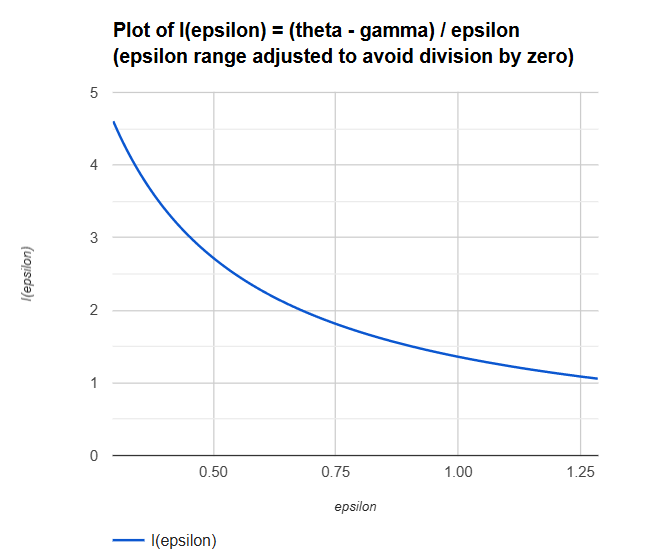 Plot of I(epsilon) = (theta - gamma) / epsilon
(epsilon range adjusted to avoid division by zero)
5
4
3
2
1
0
I(epsilon)
0.50
0.75
1.00
1.25
epsilon
I(epsilon)